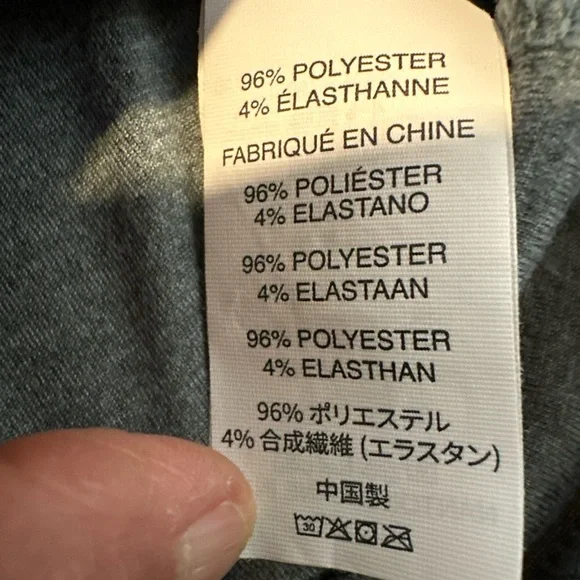 96% POLYESTER
4% ÉLASTHANNE
FABRIQUÉ EN CHINE
96% POLIÉSTER
4% ELASTANO
96% POLYESTER
4% ELASTAAN
96% POLYESTER
4% ELASTHAN
96% ポリエステル
4% 合成繊維 (エラスタン)
中国製
30